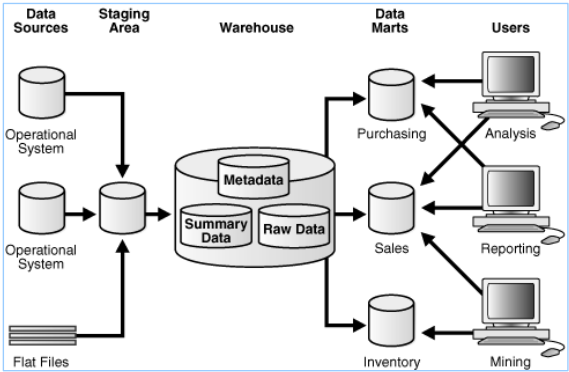 Data Sources
Staging Area
Warehouse
Data Marts
Users
Operational System
Operational System
Flat Files
Metadata
Summary Data
Raw Data
Purchasing
Sales
Inventory
Analysis
Reporting
Mining